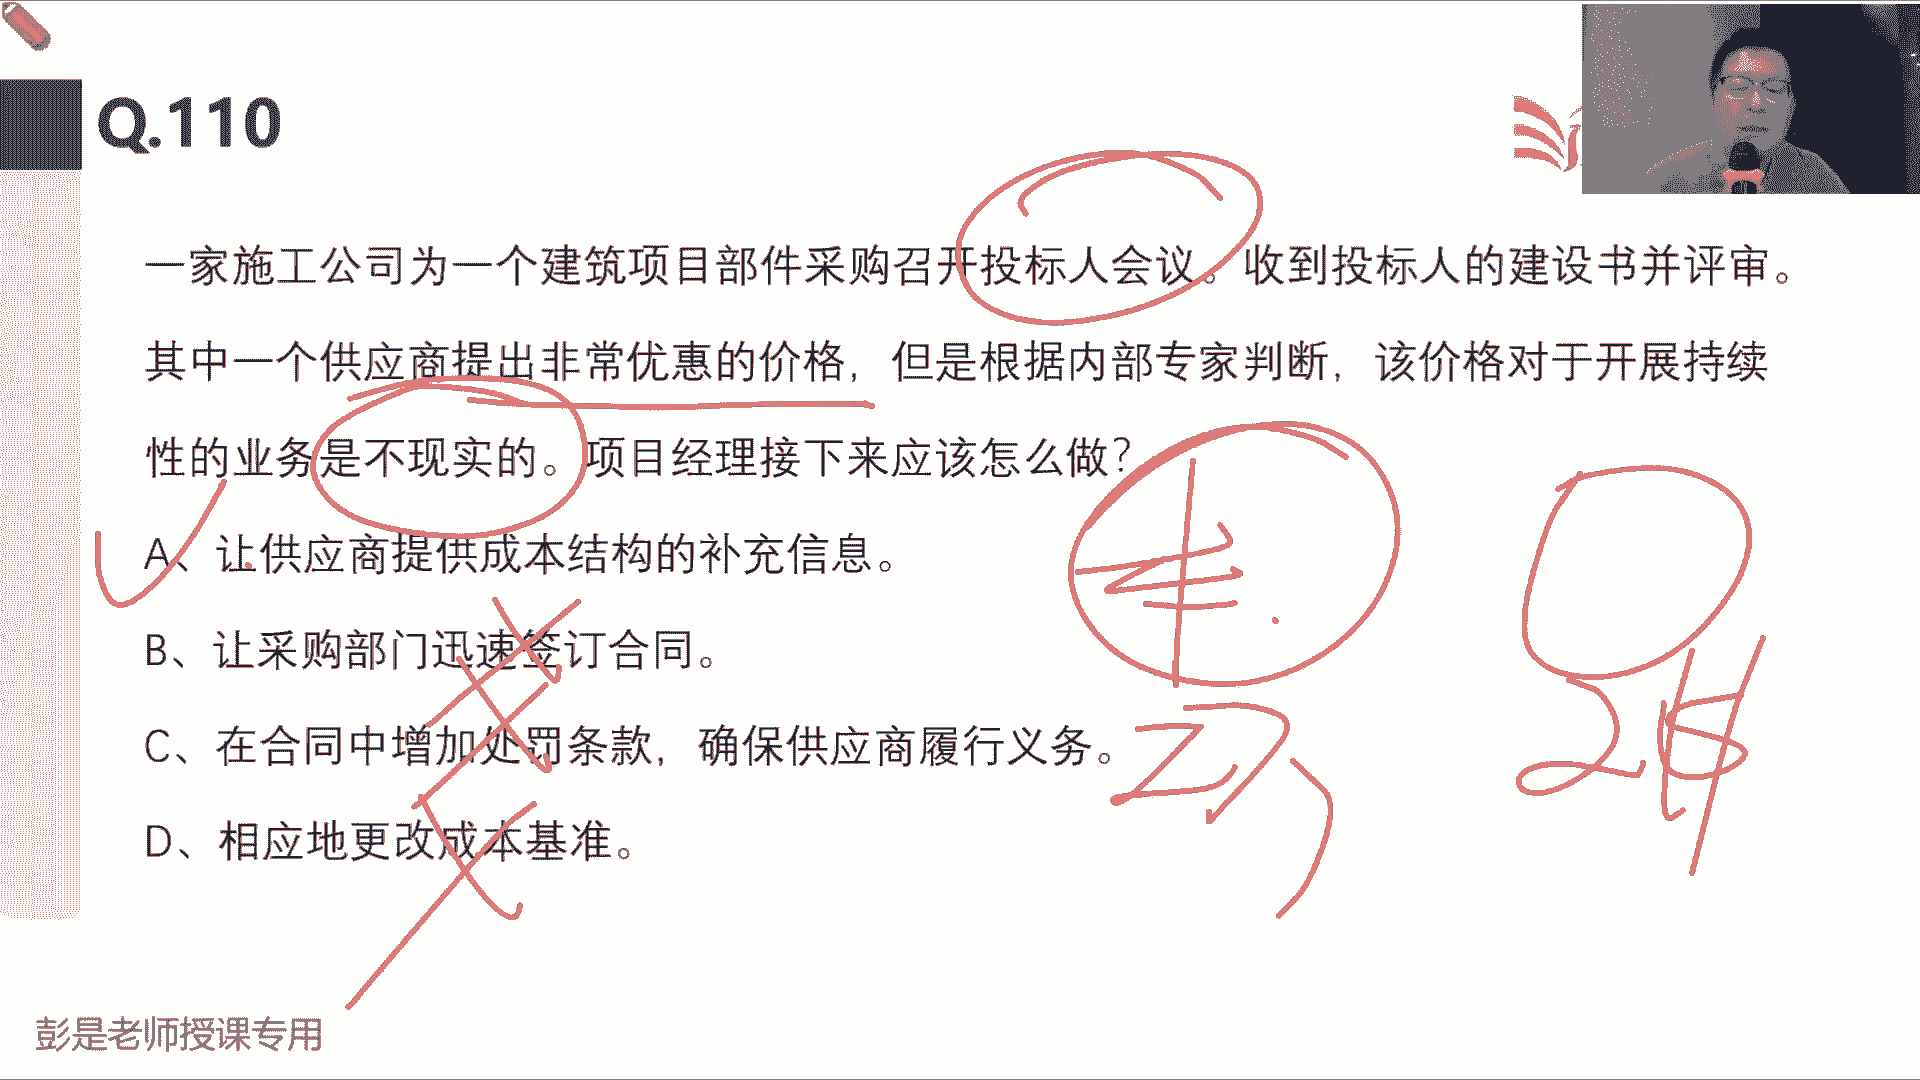 Q.110
一家施工公司为一个建筑项目部件采购召开投标人会议。收到投标人的建设书并评审。
其中一个供应商提出非常优惠的价格，但是根据内部专家判断，该价格对于开展持续
性的业务是不现实的。项目经理接下来应该怎么做？
A、让供应商提供成本结构的补充信息。
B、让采购部门迅速签订合同。
C、在合同中增加处罚条款，确保供应商履行义务。
D、相应地更改成本基准。
彭是老师授课专用